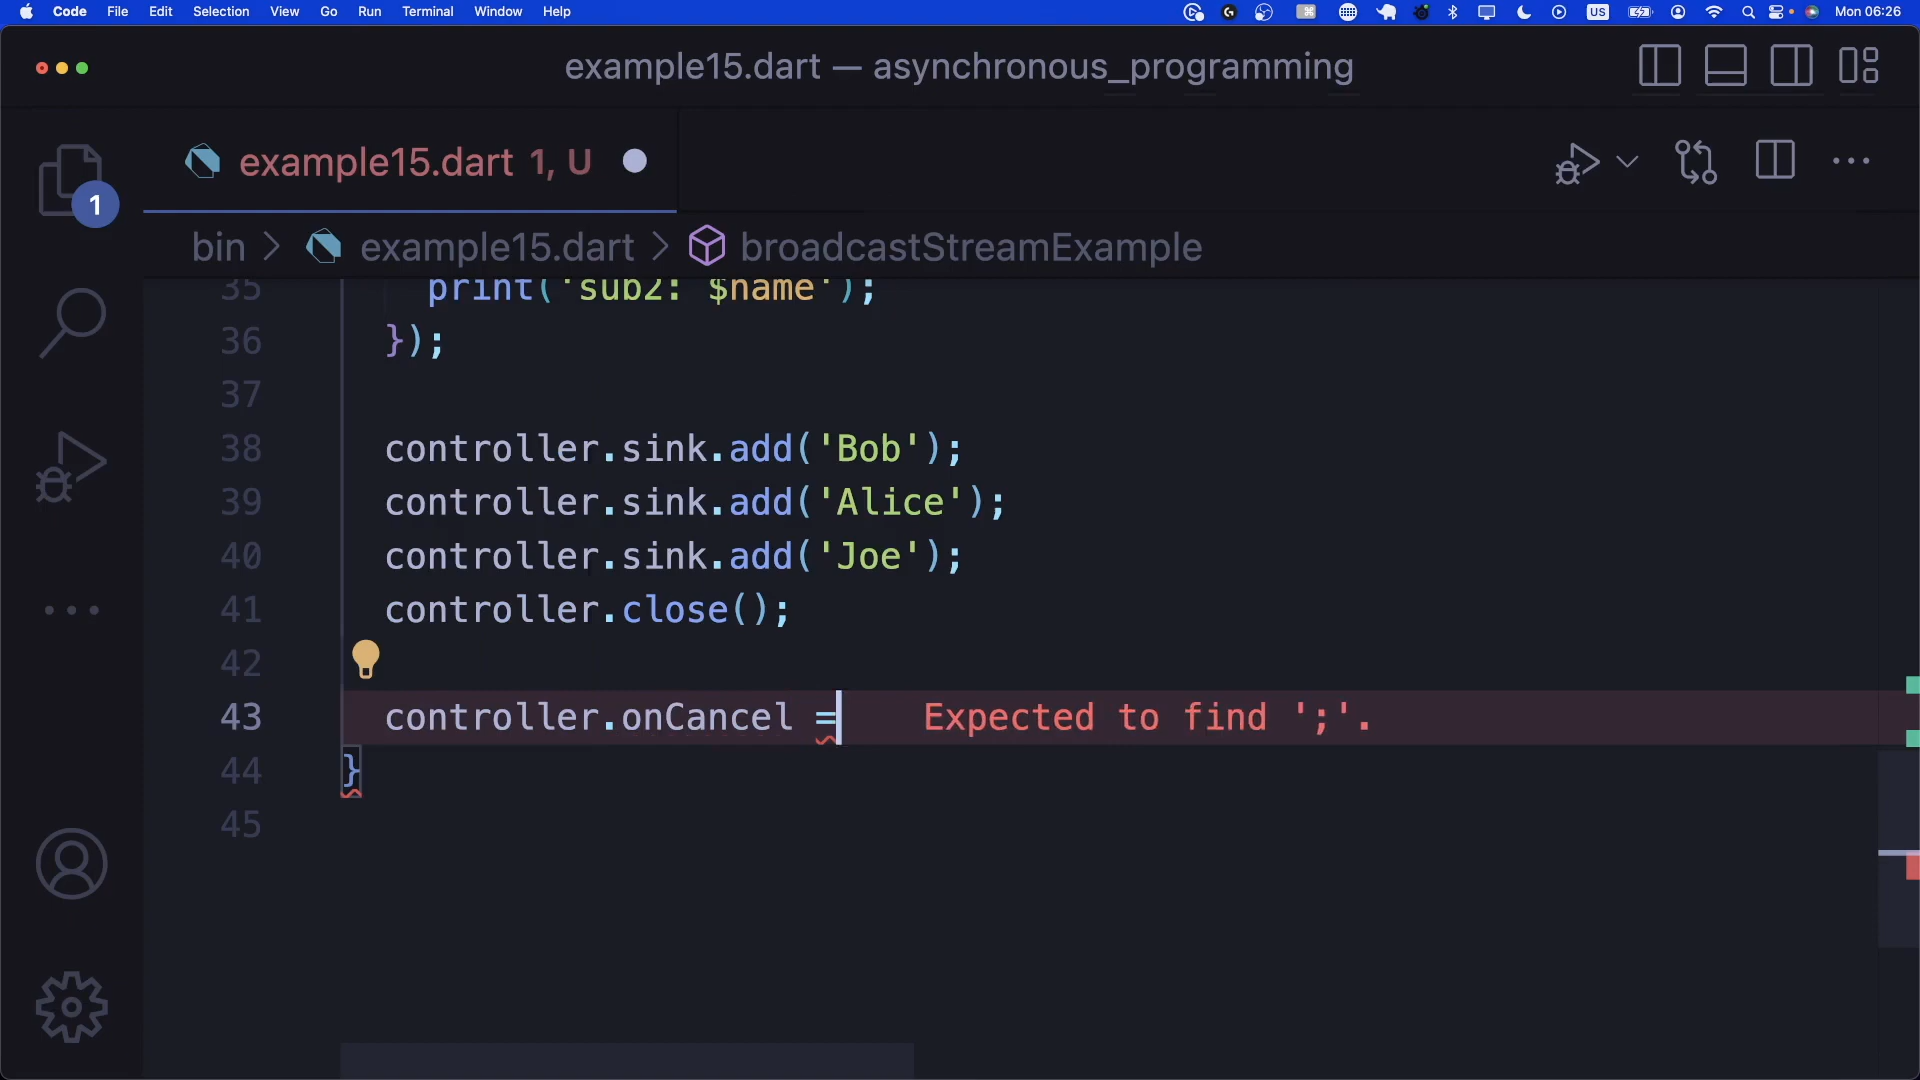 Code File Edit Selection View Go Run Terminal Window Help US Mon 06:26
example15.dart — asynchronous_programming
example15.dart 1, U
1
bin > example15.dart > broadcastStreamExample
35 print('sub2: $name');
36 });
37
38 controller.sink.add('Bob');
39 controller.sink.add('Alice');
40 controller.sink.add('Joe');
41 controller.close();
42
43 controller.onCancel = Expected to find ';'.
44 }
45